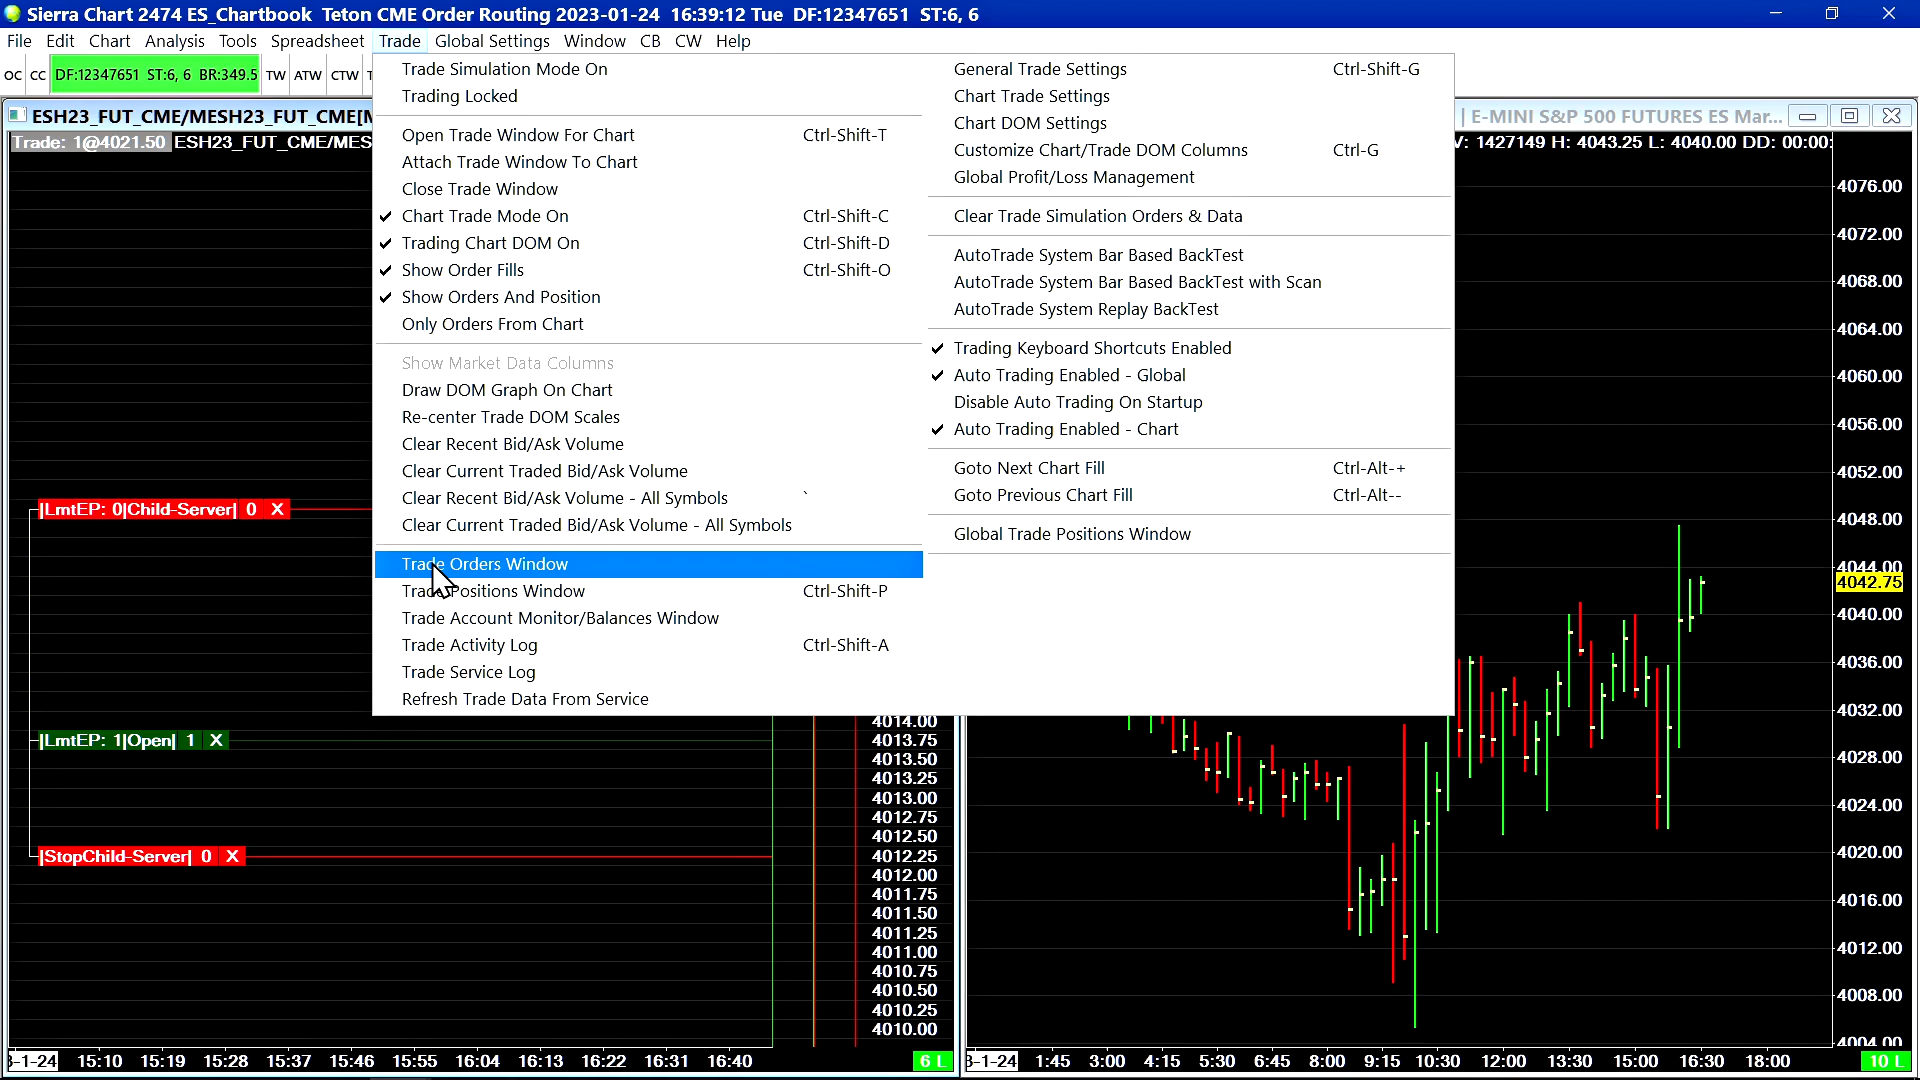 Sierra Chart 2474 ES_Chartbook  Teton CME Order Routing 2023-01-24  16:39:12 Tue  DF:12347651  ST:6, 6
File Edit Chart Analysis Tools Spreadsheet Trade Global Settings Window CB CW Help
OC CC DF:12347651  ST:6, 6  BR:349.5 TW ATW CTW
ESH23_FUT_CME/MESH23_FUT_CME[
Trade: 1@4021.50 ESH23_FUT_CME/MES
Trade Simulation Mode On
Trading Locked
Open Trade Window For Chart Ctrl-Shift-T
Attach Trade Window To Chart
Close Trade Window
✔ Chart Trade Mode On Ctrl-Shift-C
✔ Trading Chart DOM On Ctrl-Shift-D
✔ Show Order Fills Ctrl-Shift-O
✔ Show Orders And Position
Only Orders From Chart
Show Market Data Columns
Draw DOM Graph On Chart
Re-center Trade DOM Scales
Clear Recent Bid/Ask Volume
Clear Current Traded Bid/Ask Volume
Clear Recent Bid/Ask Volume - All Symbols `
Clear Current Traded Bid/Ask Volume - All Symbols
Trade Orders Window
Trade Positions Window Ctrl-Shift-P
Trade Account Monitor/Balances Window
Trade Activity Log Ctrl-Shift-A
Trade Service Log
Refresh Trade Data From Service
General Trade Settings Ctrl-Shift-G
Chart Trade Settings
Chart DOM Settings
Customize Chart/Trade DOM Columns Ctrl-G
Global Profit/Loss Management
Clear Trade Simulation Orders & Data
AutoTrade System Bar Based BackTest
AutoTrade System Bar Based BackTest with Scan
AutoTrade System Replay BackTest
✔ Trading Keyboard Shortcuts Enabled
✔ Auto Trading Enabled - Global
Disable Auto Trading On Startup
✔ Auto Trading Enabled - Chart
Goto Next Chart Fill Ctrl-Alt-+
Goto Previous Chart Fill Ctrl-Alt--
Global Trade Positions Window
|LmtEP: 0|Child-Server| 0 X
|LmtEP: 1|Open| 1 X
|StopChild-Server| 0 X
4014.00
4013.75
4013.50
4013.25
4013.00
4012.75
4012.50
4012.25
4012.00
4011.75
4011.50
4011.25
4011.00
4010.75
4010.50
4010.25
4010.00
3-1-24 15:10 15:19 15:28 15:37 15:46 15:55 16:04 16:13 16:22 16:31 16:40 6 L
| E-MINI S&P 500 FUTURES ES Mar...
V: 1427149 H: 4043.25 L: 4040.00 DD: 00:00:
4076.00
4072.00
4068.00
4064.00
4060.00
4056.00
4052.00
4048.00
4044.00
4042.75
4040.00
4036.00
4032.00
4028.00
4024.00
4020.00
4016.00
4012.00
4008.00
4004.00
3-1-24 1:45 3:00 4:15 5:30 6:45 8:00 9:15 10:30 12:00 13:30 15:00 16:30 18:00 10 L